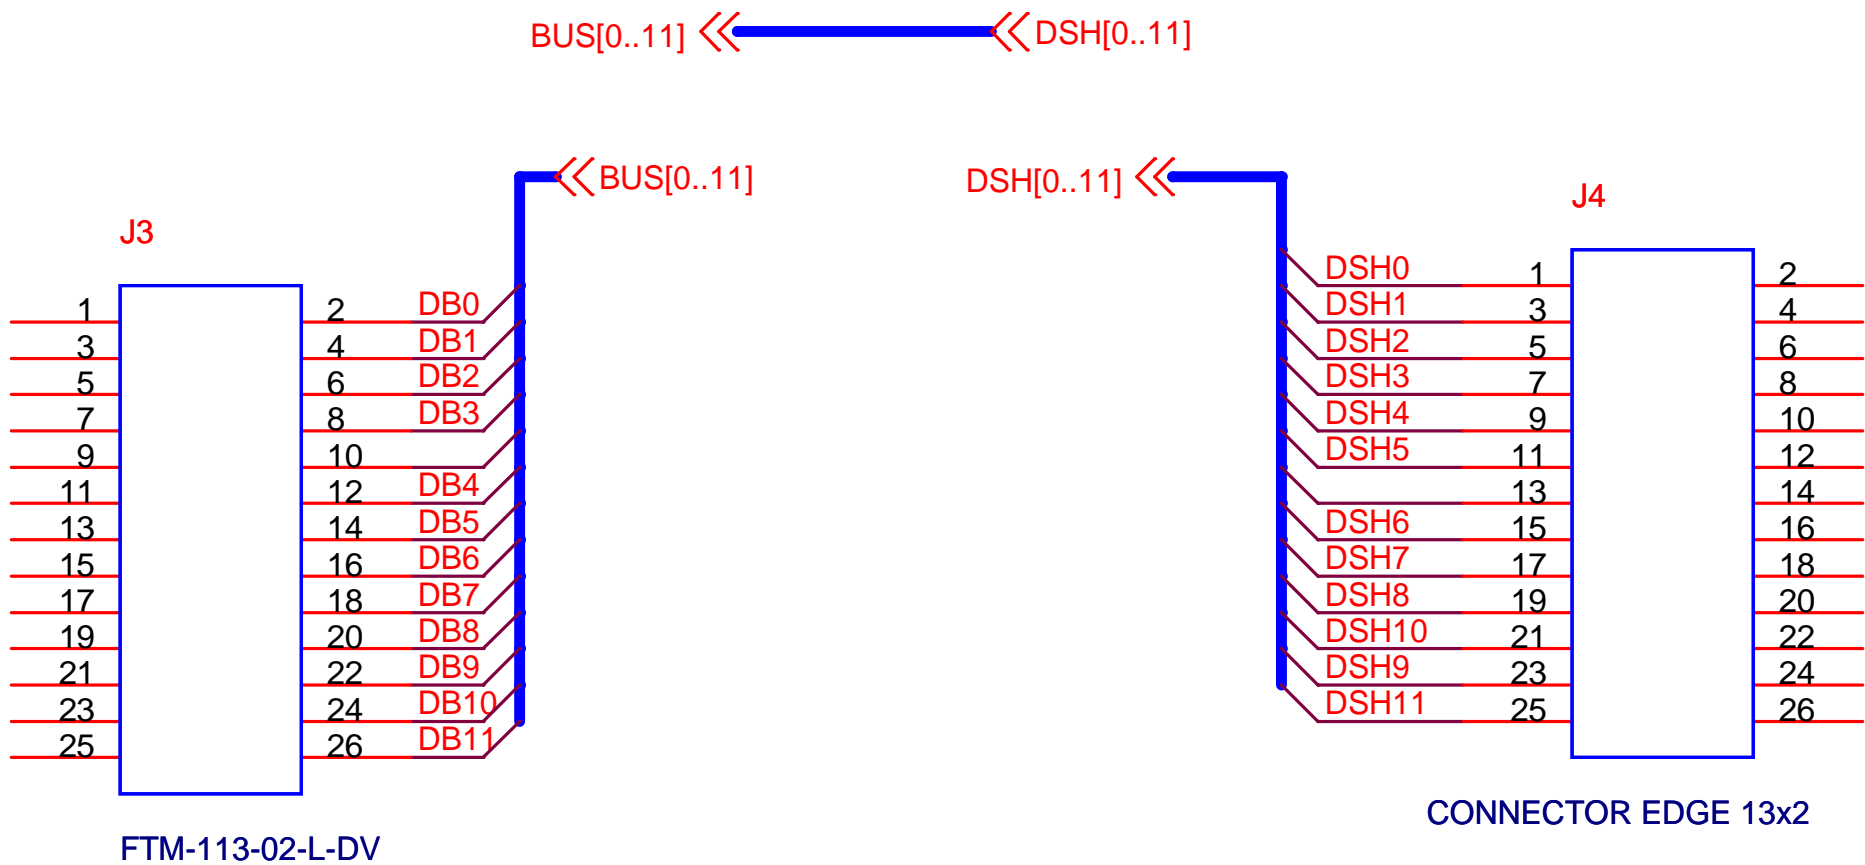 BUS[0..11] DSH[0..11]
BUS[0..11] DSH[0..11]
J3
1 2 DB0
3 4 DB1
5 6 DB2
7 8 DB3
9 10
11 12 DB4
13 14 DB5
15 16 DB6
17 18 DB7
19 20 DB8
21 22 DB9
23 24 DB10
25 26 DB11
FTM-113-02-L-DV
J4
DSH0 1 2
DSH1 3 4
DSH2 5 6
DSH3 7 8
DSH4 9 10
DSH5 11 12
13 14
DSH6 15 16
DSH7 17 18
DSH8 19 20
DSH10 21 22
DSH9 23 24
DSH11 25 26
CONNECTOR EDGE 13x2